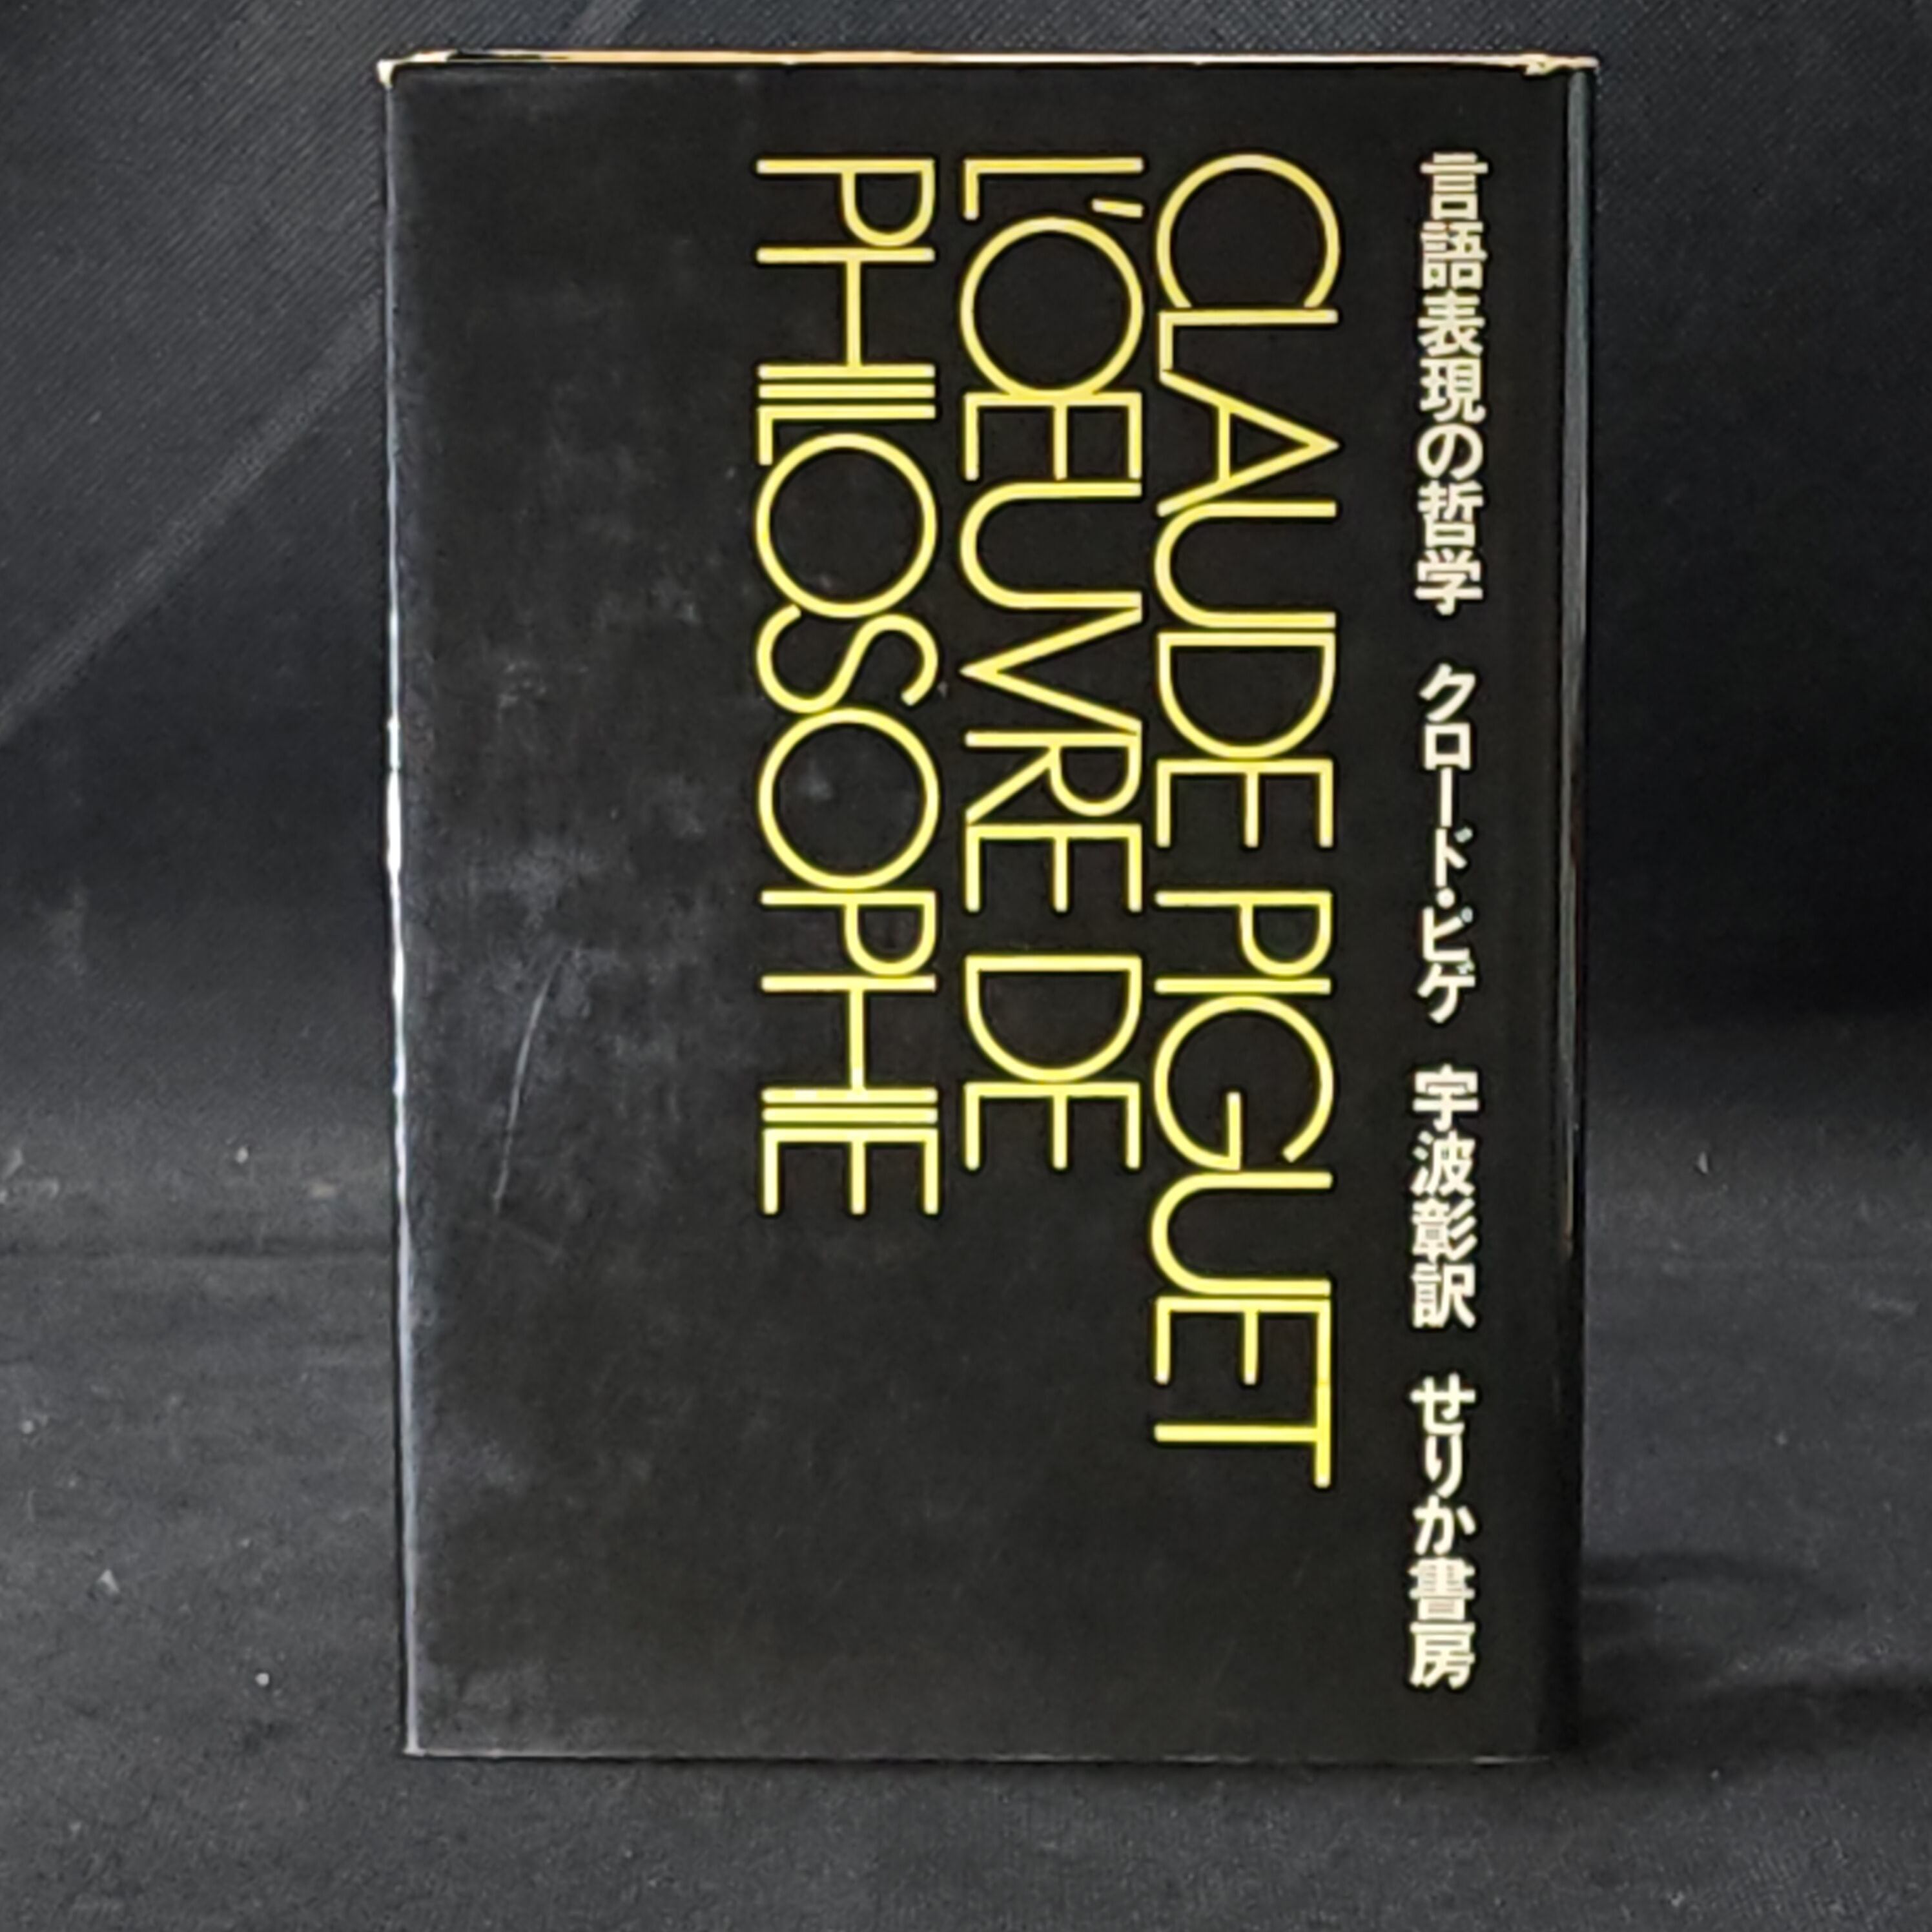 言語表現の哲学 クロード・ピゲ 宇波彰訳 せりか書房
CLAUDE PIGUET
L'OEUVRE DE
PHILOSOPHIE